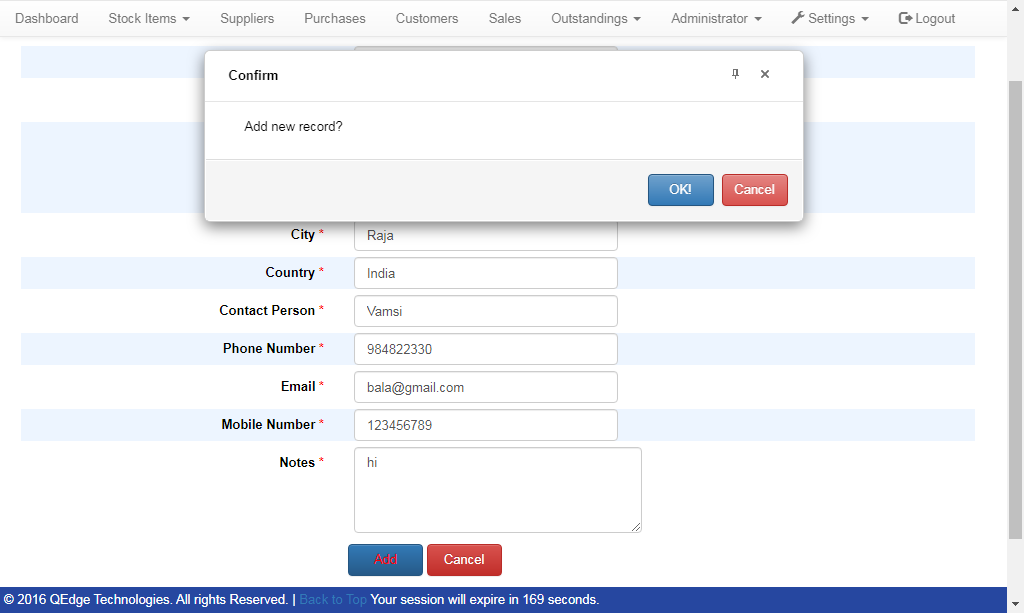 Dashboard Stock Items Suppliers Purchases Customers Sales Outstandings Administrator Settings Logout
Confirm
Add new record?
OK! Cancel
City * Raja
Country * India
Contact Person * Vamsi
Phone Number * 984822330
Email * bala@gmail.com
Mobile Number * 123456789
Notes * hi
Add Cancel
© 2016 QEdge Technologies. All rights Reserved. | Back to Top Your session will expire in 169 seconds.